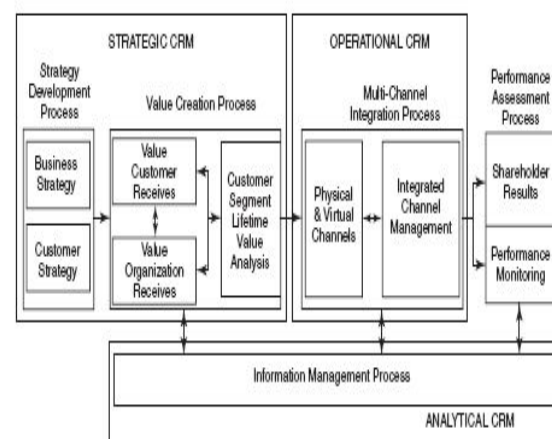 STRATEGIC CRM
OPERATIONAL CRM
Strategy
Development
Process
Value Creation Process
Multi-Channel
Integration Process
Performance
Assessment
Process
Business
Strategy
Customer
Strategy
Value
Customer
Receives
Value
Organization
Receives
Customer
Segment
Lifetime
Value
Analysis
Physical
& Virtual
Channels
Integrated
Channel
Management
Shareholder
Results
Performance
Monitoring
Information Management Process
ANALYTICAL CRM